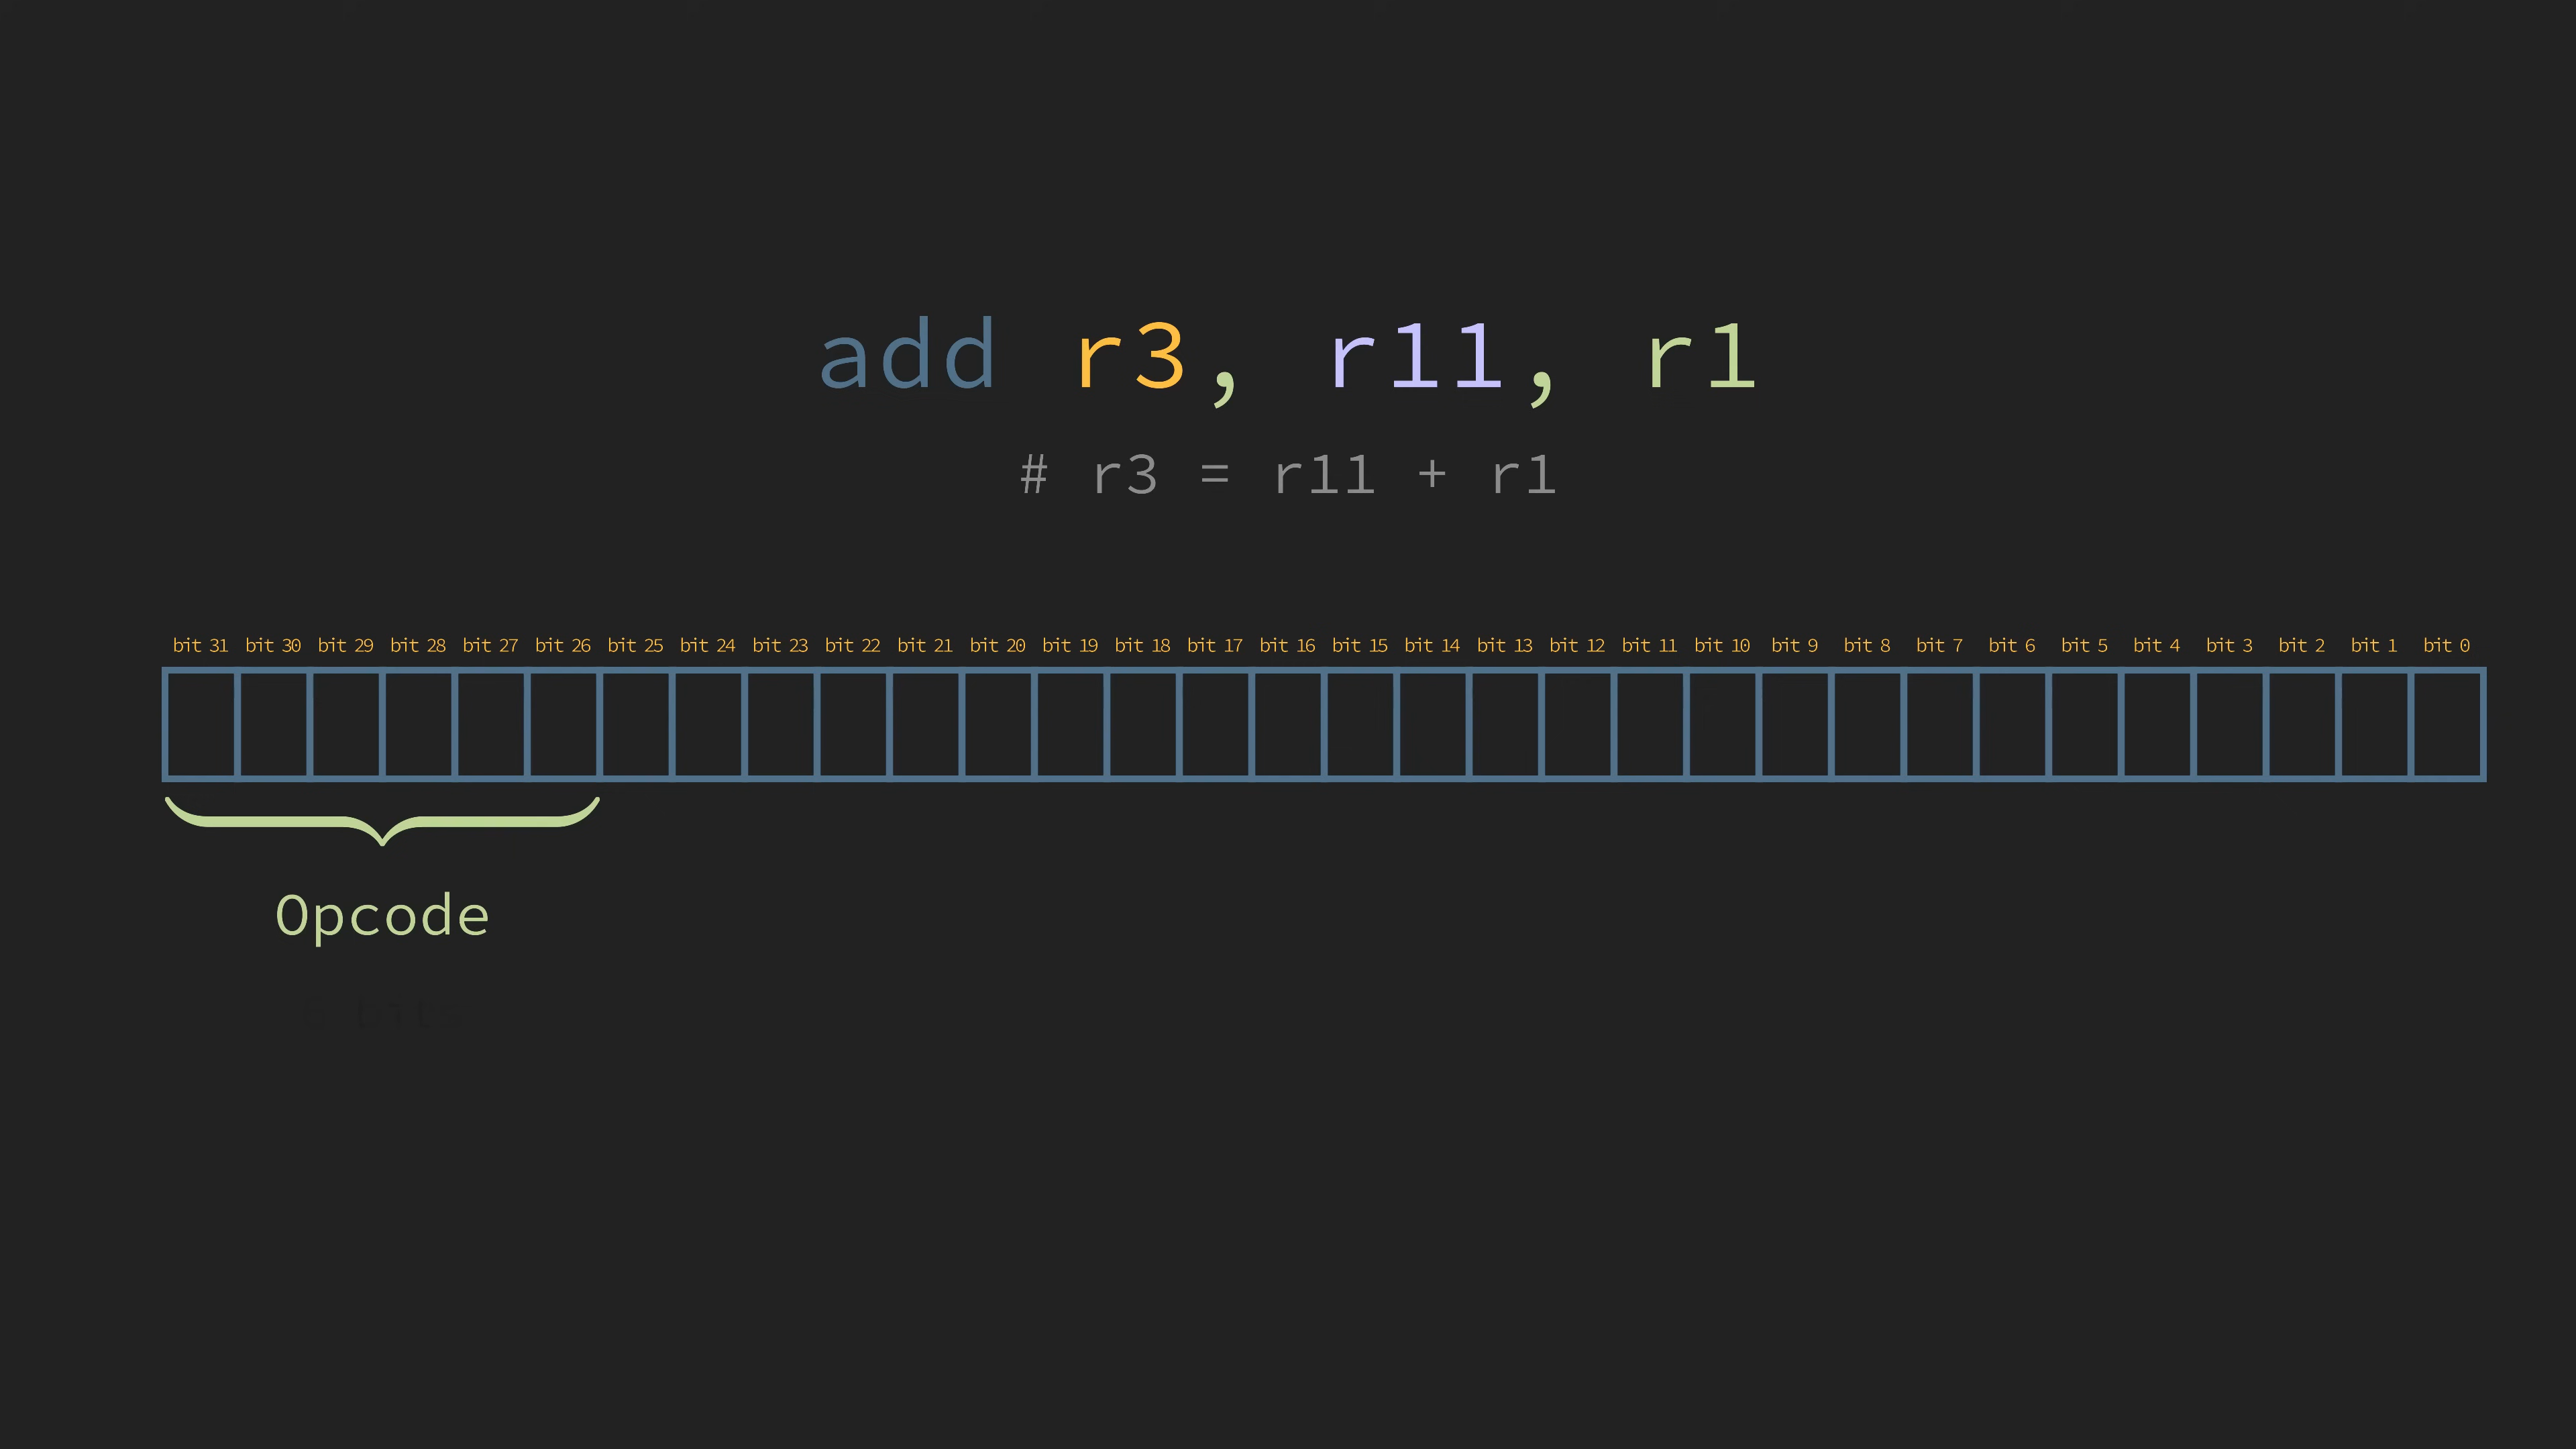 add r3, r11, r1
# r3 = r11 + r1
bit 31 bit 30 bit 29 bit 28 bit 27 bit 26 bit 25 bit 24 bit 23 bit 22 bit 21 bit 20 bit 19 bit 18 bit 17 bit 16 bit 15 bit 14 bit 13 bit 12 bit 11 bit 10 bit 9 bit 8 bit 7 bit 6 bit 5 bit 4 bit 3 bit 2 bit 1 bit 0
Opcode
bits